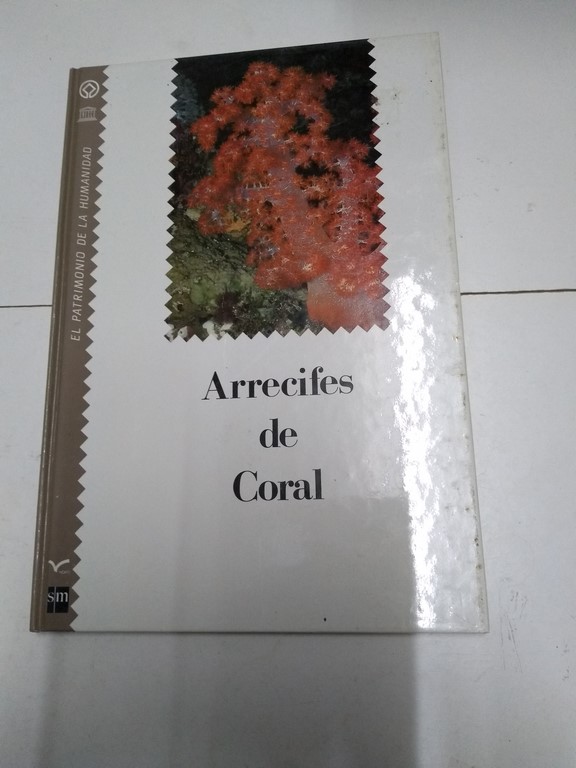 EL PATRIMONIO DE LA HUMANIDAD
Arrecifes
de
Coral
sm